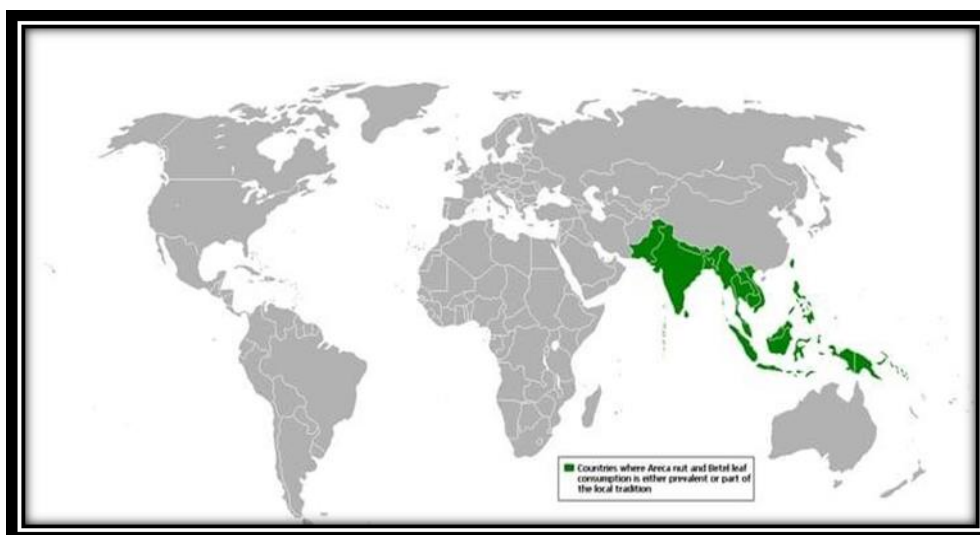 Countries where Areca nut and Betel leaf
consumption is either prevalent or part of
the local tradition